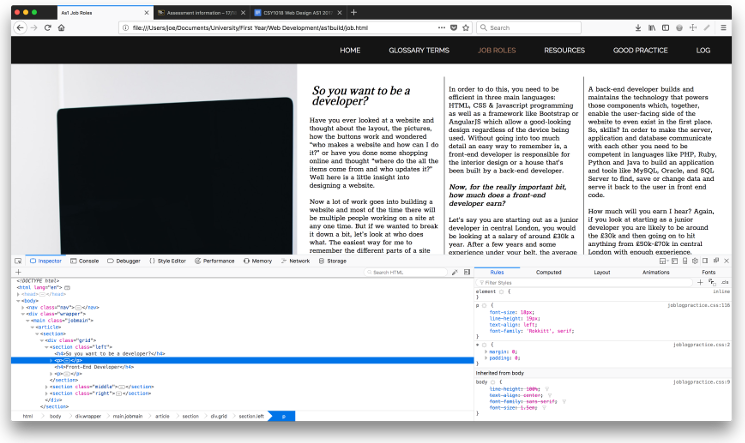 As1 Job Roles
Assessment information – 17/18
CSY1018 Web Design AS1 2017
file:///Users/joe/Documents/University/First Year/Web Development/as1build/job.html
Search
HOME GLOSSARY TERMS JOB ROLES RESOURCES GOOD PRACTICE LOG
So you want to be a
developer?
Have you ever looked at a website and
thought about the layout, the pictures,
how the buttons work and wondered
"who makes a website and how can I do
it?" or have you done some shopping
online and thought "where do the all the
items come from and who updates it?"
Well here is a little insight into
designing a website.
Now a lot of work goes into building a
website and most of the time there will
be multiple people working on a site at
any one time. But if we wanted to break
it down a bit, let's look at who does
what. The easiest way for me to
remember the different parts of a site
In order to do this, you need to be
efficient in three main languages:
HTML, CSS & Javascript programming
as well as a framework like Bootstrap or
AngularJS which allow a good-looking
design regardless of the device being
used. Without going into too much
detail an easy way to remember is, a
front-end developer is responsible for
the interior design or a house that's
been built by a back-end developer.
Now, for the really important bit,
how much does a front-end
developer earn?
Let's say you are starting out as a junior
developer in central London, you would
be looking at a salary of around £30k a
year. After a few years and some
experience under your belt, the average
A back-end developer builds and
maintains the technology that powers
those components which, together,
enable the user-facing side of the
website to even exist in the first place.
So, skills? In order to make the server,
application and database communicate
with each other you need to be
competent in languages like PHP, Ruby,
Python and Java to build an application
and tools like MySQL, Oracle, and SQL
Server to find, save or change data and
serve it back to the user in front end
code.
How much will you earn I hear? Again,
if you look at starting as a junior
developer you are likely to be around
the £30k and then going on to hit
anything from £50k-£70k in central
London with enough experience.
Inspector Console Debugger Style Editor Performance Memory Network Storage
Search HTML
<!DOCTYPE html>
<html lang="en">
<head></head>
<body>
<nav class="nav"></nav>
<div class="wrapper">
<main class="jobmain">
<article>
<section>
<div class="grid">
<section class="left">
<h4>So you want to be a developer?</h4>
<p></p>
<h4>Front-End Developer</h4>
<p></p>
</section>
<section class="middle"></section>
<section class="right"></section>
</div>
</section>
html body div.wrapper main.jobmain article section div.grid section.left p
Rules Computed Layout Animations Fonts
Filter Styles + .cls
element { inline
}
p { joblogpractice.css:116
font-size: 18px;
line-height: 19px;
text-align: left;
font-family: 'Rokkitt', serif;
}
* { joblogpractice.css:2
margin: 0;
padding: 0;
}
Inherited from body
body { joblogpractice.css:9
line-height: 100%;
text-align: center;
font-family: sans-serif;
font-size: 1.5em;
}